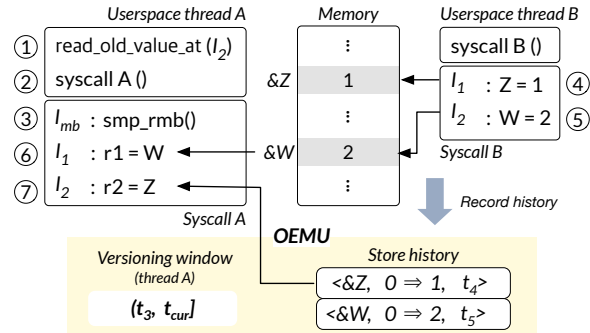 Userspace thread A
① read_old_value_at (I2)
② syscall A ()
③ Imb : smp_rmb()
⑥ I1 : r1 = W
⑦ I2 : r2 = Z
Syscall A
Memory
⋮
&Z 1
⋮
&W 2
⋮
Userspace thread B
syscall B ()
I1 : Z = 1 ④
I2 : W = 2 ⑤
Syscall B
Record history
OEMU
Versioning window
(thread A)
(t3, tcur]
Store history
<&Z, 0 ⇒ 1, t4>
<&W, 0 ⇒ 2, t5>